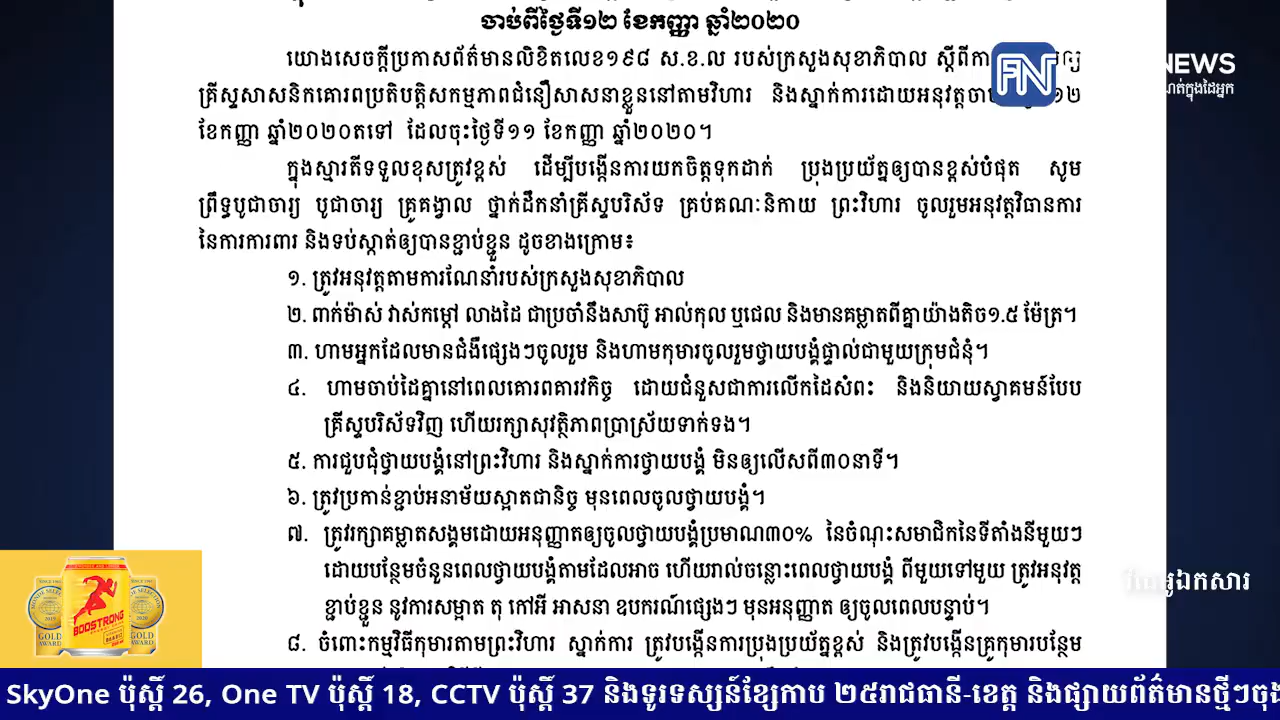 ចាប់ពីថ្ងៃទី១២ ខែកញ្ញា ឆ្នាំ២០២០
យោងសេចក្ដីប្រកាសព័ត៌មានលិខិតលេខ១៩៨ ស.ខ.ល របស់ក្រសួងសុខាភិបាល ស្ដីពីការ
គ្រីស្ទសាសនិកគោរពប្រតិបត្តិសកម្មភាពជំនឿសាសនាខ្លួននៅតាមវិហារ និងស្នាក់ការដោយអនុវត្តចាប់ ១២
ខែកញ្ញា ឆ្នាំ២០២០តទៅ ដែលចុះថ្ងៃទី១១ ខែកញ្ញា ឆ្នាំ២០២០។
ក្នុងស្មារតីទទួលខុសត្រូវខ្ពស់ ដើម្បីបង្កើនការយកចិត្តទុកដាក់ ប្រុងប្រយ័ត្នឲ្យបានខ្ពស់បំផុត សូម
ព្រឹទ្ធបូជាចារ្យ បូជាចារ្យ គ្រូគង្វាល ថ្នាក់ដឹកនាំគ្រីស្ទបរិស័ទ គ្រប់គណៈនិកាយ ព្រះវិហារ ចូលរួមអនុវត្តវិធានការ
នៃការការពារ និងទប់ស្កាត់ឲ្យបានខ្ជាប់ខ្ជួន ដូចខាងក្រោម៖
១. ត្រូវអនុវត្តតាមការណែនាំរបស់ក្រសួងសុខាភិបាល
២. ពាក់ម៉ាស់ វាស់កម្ដៅ លាងដៃ ជាប្រចាំនឹងសាប៊ូ អាល់កុល ឬជេល និងមានគម្លាតពីគ្នាយ៉ាងតិច១.៥ ម៉ែត្រ។
៣. ហាមអ្នកដែលមានជំងឺផ្សេងៗចូលរួម និងហាមកុមារចូលរួមថ្វាយបង្គំផ្ទាល់ជាមួយក្រុមជំនុំ។
៤. ហាមចាប់ដៃគ្នានៅពេលគោរពគារវកិច្ច ដោយជំនួសជាការលើកដៃសំពះ និងនិយាយស្វាគមន៍បែប
គ្រីស្ទបរិស័ទវិញ ហើយរក្សាសុវត្ថិភាពប្រាស្រ័យទាក់ទង។
៥. ការជួបជុំថ្វាយបង្គំនៅព្រះវិហារ និងស្នាក់ការថ្វាយបង្គំ មិនឲ្យលើសពី៣០នាទី។
៦. ត្រូវប្រកាន់ខ្ជាប់អនាម័យស្អាតជានិច្ច មុនពេលចូលថ្វាយបង្គំ។
៧. ត្រូវរក្សាគម្លាតសង្គមដោយអនុញ្ញាតឲ្យចូលថ្វាយបង្គំប្រមាណ៣០% នៃចំណុះសមាជិកនៃទីតាំងនីមួយៗ
ដោយបន្ថែមចំនួនពេលថ្វាយបង្គំតាមដែលអាច ហើយរាល់ចន្លោះពេលថ្វាយបង្គំ ពីមួយទៅមួយ ត្រូវអនុវត្ត
ខ្ជាប់ខ្ជួន នូវការសម្អាត តុ កៅអី អាសនា ឧបករណ៍ផ្សេងៗ មុនអនុញ្ញាត ឲ្យចូលពេលបន្ទាប់។
៨. ចំពោះកម្មវិធីកុមារតាមព្រះវិហារ ស្នាក់ការ ត្រូវបង្កើនការប្រុងប្រយ័ត្នខ្ពស់ និងត្រូវបង្កើនគ្រូកុមារបន្ថែម
FN NEWS
BOOSTRONG
GOLD AWARD
GOLD AWARD
SkyOne ប៉ុស្តិ៍ 26, One TV ប៉ុស្តិ៍ 18, CCTV ប៉ុស្តិ៍ 37 និងទូរទស្សន៍ខ្សែកាប ២៥រាជធានី-ខេត្ត និងផ្សាយព័ត៌មានថ្មីៗចុង